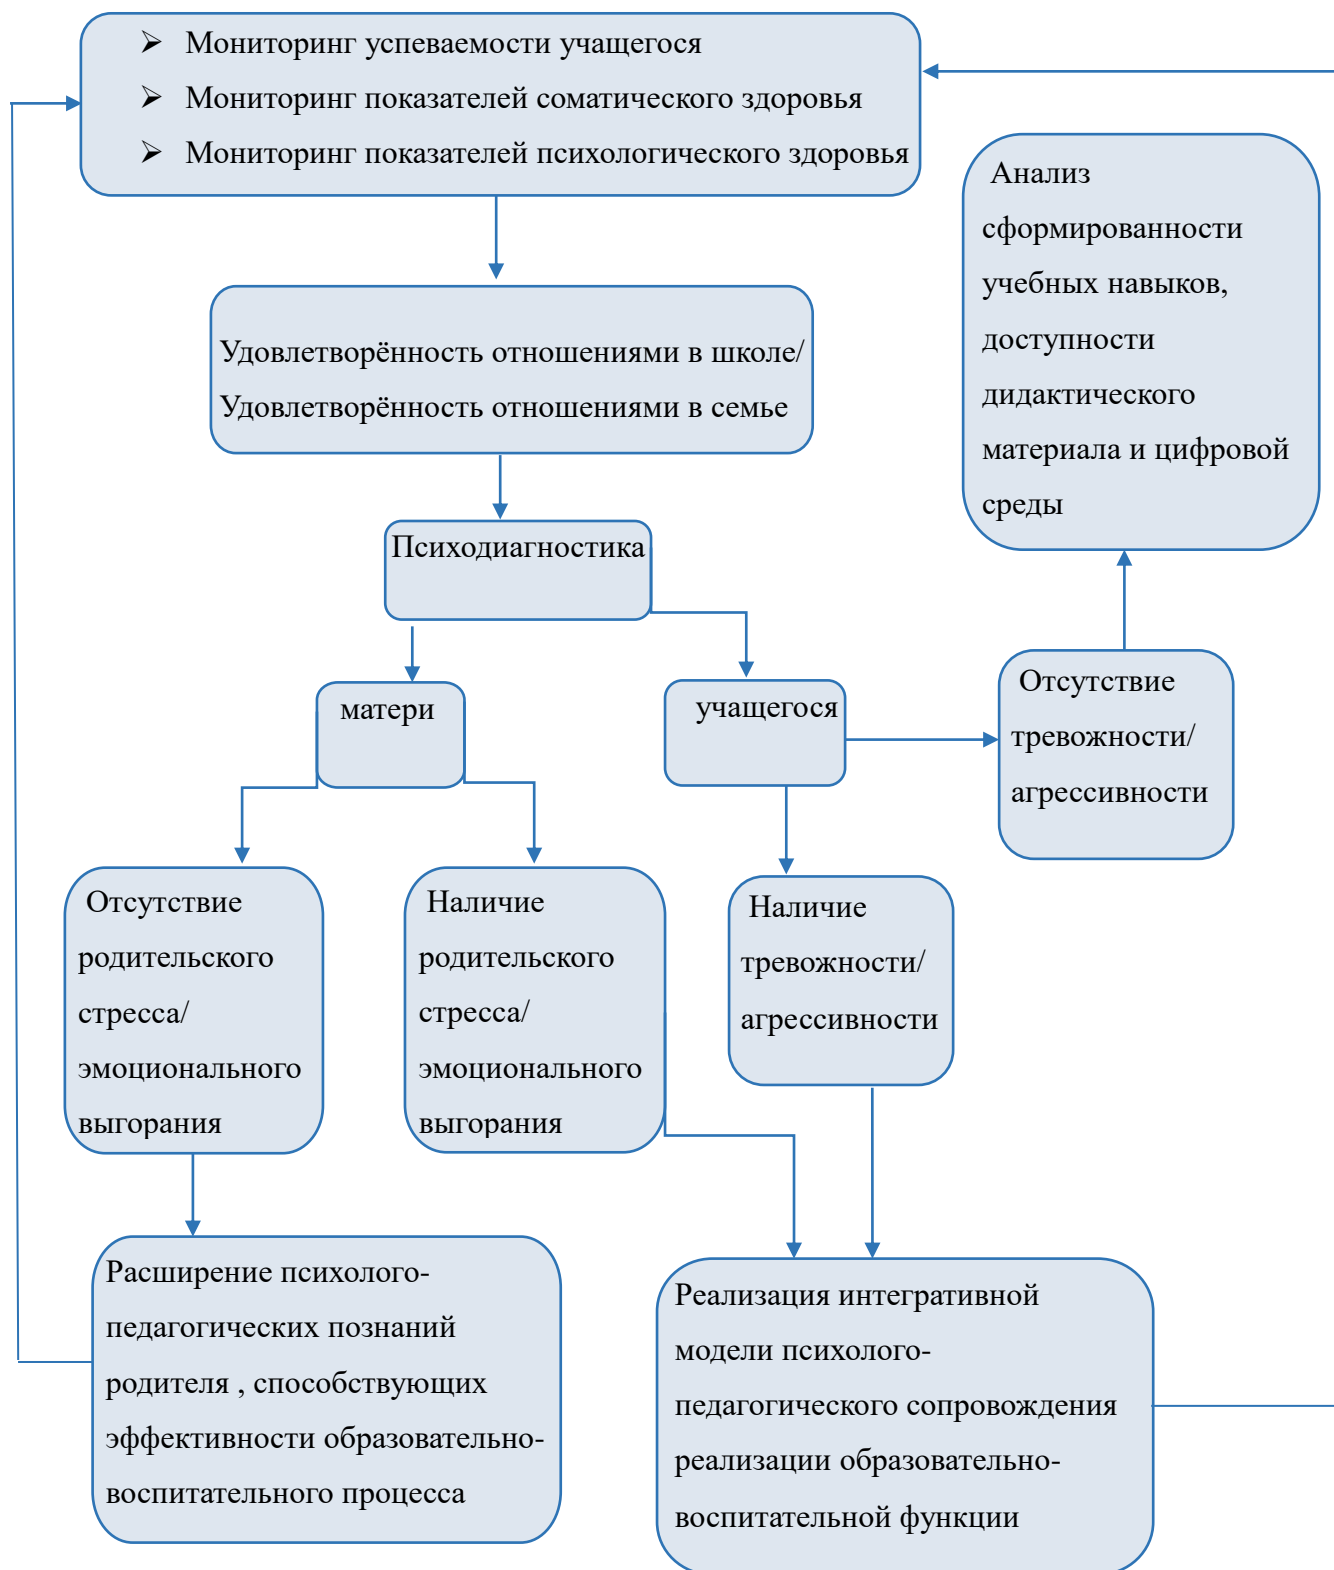 ➢ Мониторинг успеваемости учащегося
➢ Мониторинг показателей соматического здоровья
➢ Мониторинг показателей психологического здоровья
Анализ
сформированности
учебных навыков,
доступности
дидактического
материала и цифровой
среды
Удовлетворённость отношениями в школе/
Удовлетворённость отношениями в семье
Психодиагностика
матери
учащегося
Отсутствие
тревожности/
агрессивности
Отсутствие
родительского
стресса/
эмоционального
выгорания
Наличие
родительского
стресса/
эмоционального
выгорания
Наличие
тревожности/
агрессивности
Расширение психолого-
педагогических познаний
родителя , способствующих
эффективности образовательно-
воспитательного процесса
Реализация интегративной
модели психолого-
педагогического сопровождения
реализации образовательно-
воспитательной функции